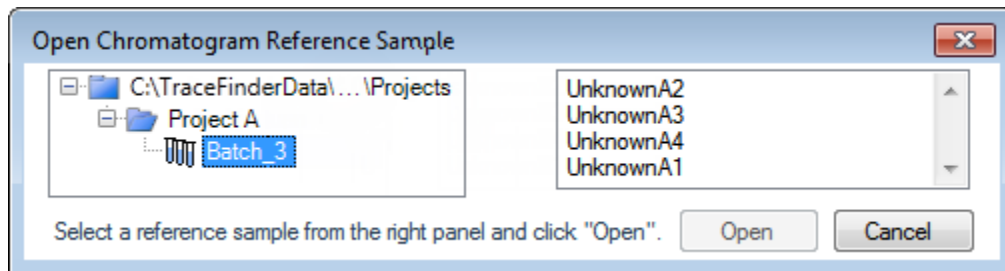 Open Chromatogram Reference Sample
C:\TraceFinderData\...\Projects
Project A
Batch_3
UnknownA2
UnknownA3
UnknownA4
UnknownA1
Select a reference sample from the right panel and click "Open".
Open
Cancel